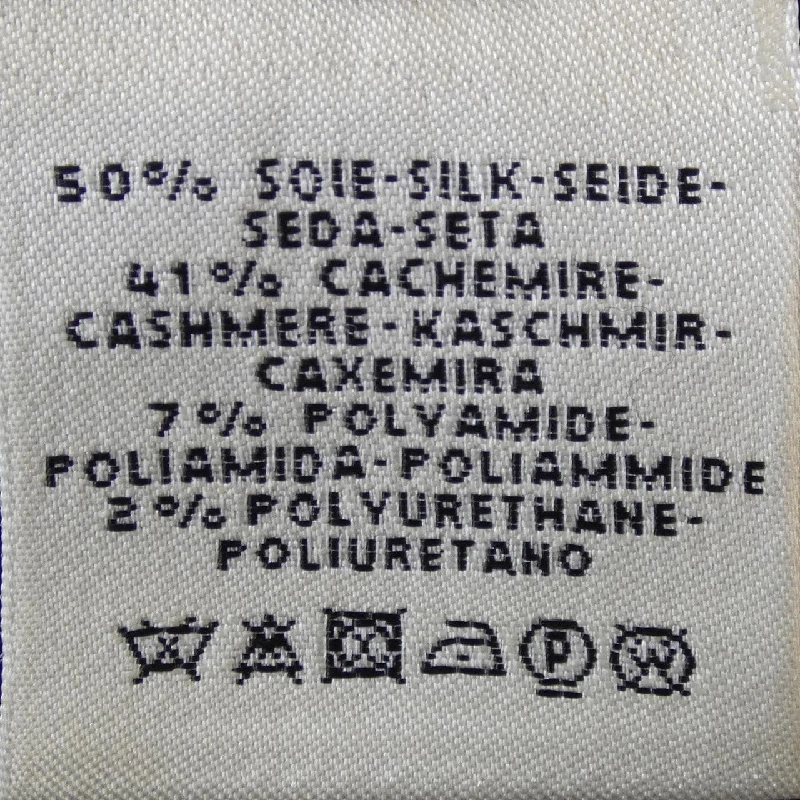 50% SOIE-SILK-SEIDE-
SEDA-SETA
41% CACHEMIRE-
CASHMERE-KASCHMIR-
CAXEMIRA
7% POLYAMIDE-
POLIAMIDA-POLIAMMIDE
2% POLYURETHANE-
POLIURETANO
P W